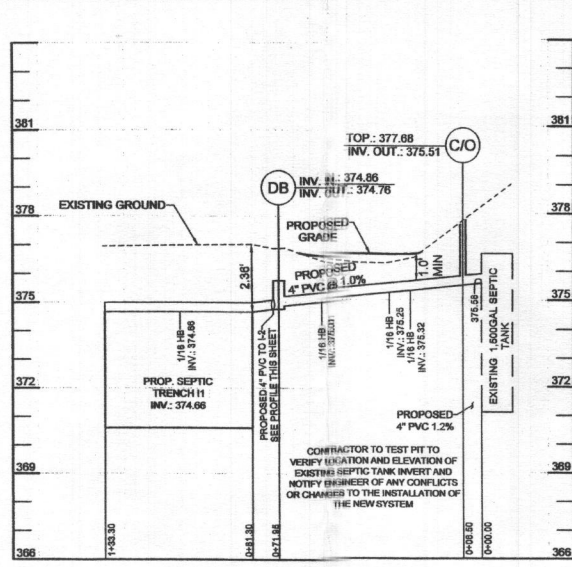 381
381
TOP.: 377.68
INV. OUT.: 375.51
C/O
DB
INV. IN.: 374.86
INV. OUT.: 374.76
EXISTING GROUND
378
378
PROPOSED
GRADE
2.36'
PROPOSED
4" PVC @ 1.0%
1.0'
MIN
375
375
375.58
EXISTING 1,500GAL SEPTIC
TANK
1/16 HB
INV.: 374.66
PROPOSED 4" PVC TO I-2
SEE PROFILE THIS SHEET
1/16 HB
1/16 HB
INV.: 375.25
1/16 HB
INV.: 375.32
PROP. SEPTIC
TRENCH I1
INV.: 374.66
372
372
PROPOSED
4" PVC 1.2%
CONTRACTOR TO TEST PIT TO
VERIFY LOCATION AND ELEVATION OF
EXISTING SEPTIC TANK INVERT AND
NOTIFY ENGINEER OF ANY CONFLICTS
OR CHANGES TO THE INSTALLATION OF
THE NEW SYSTEM
369
369
366
366
1+33.30
0+81.30
0+71.95
0+06.50
0+00.00